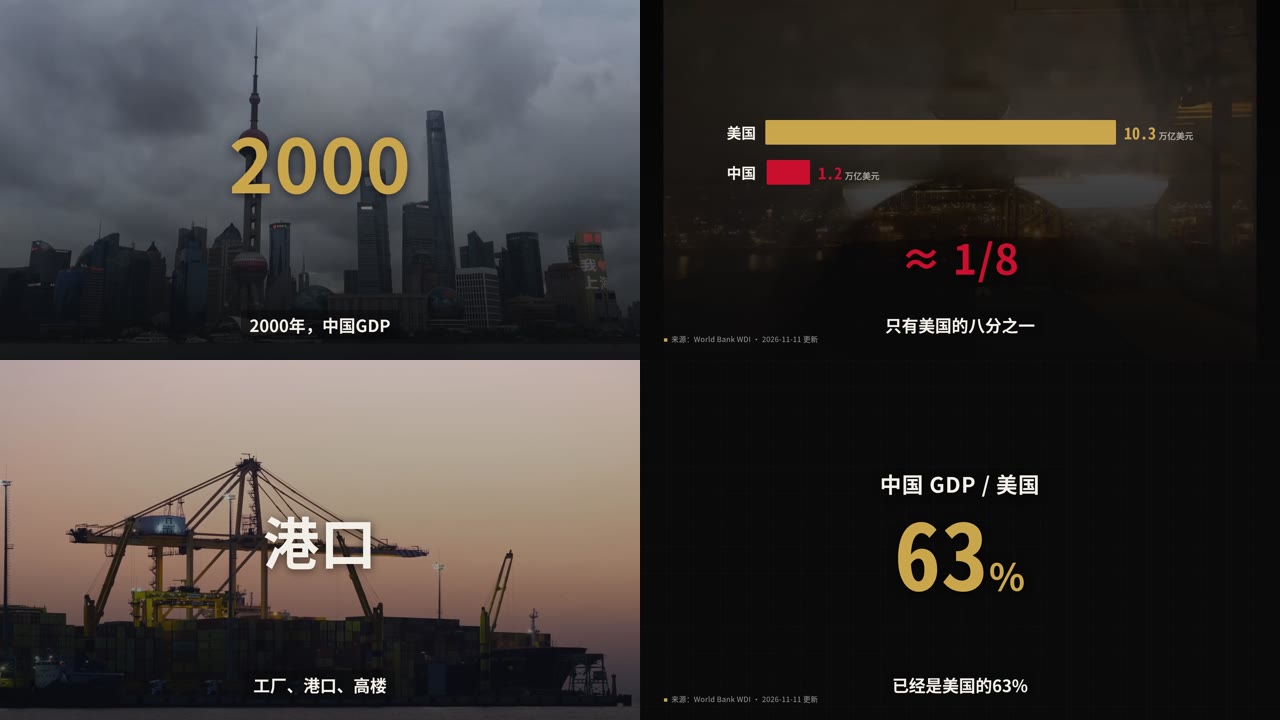 2000
我
2000年，中国GDP
美国 10.3 万亿美元
中国 1.2 万亿美元
≈ 1/8
只有美国的八分之一
来源：World Bank WDI · 2026-11-11 更新
港口
工厂、港口、高楼
中国 GDP / 美国
63%
已经是美国的63%
来源：World Bank WDI · 2026-11-11 更新